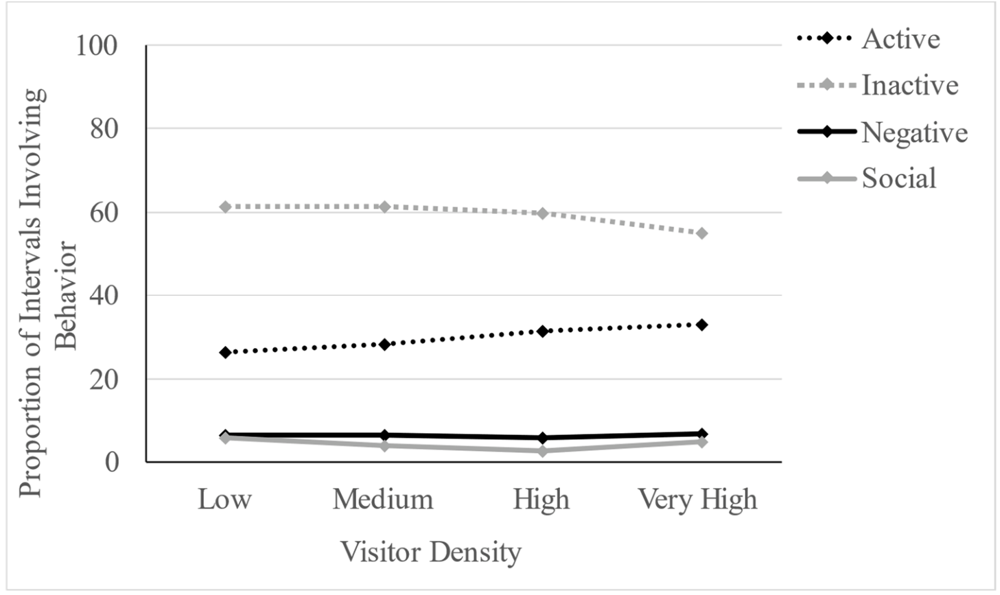 Proportion of Intervals Involving
Behavior
100
80
60
40
20
0
Low Medium High Very High
Visitor Density
Active
Inactive
Negative
Social